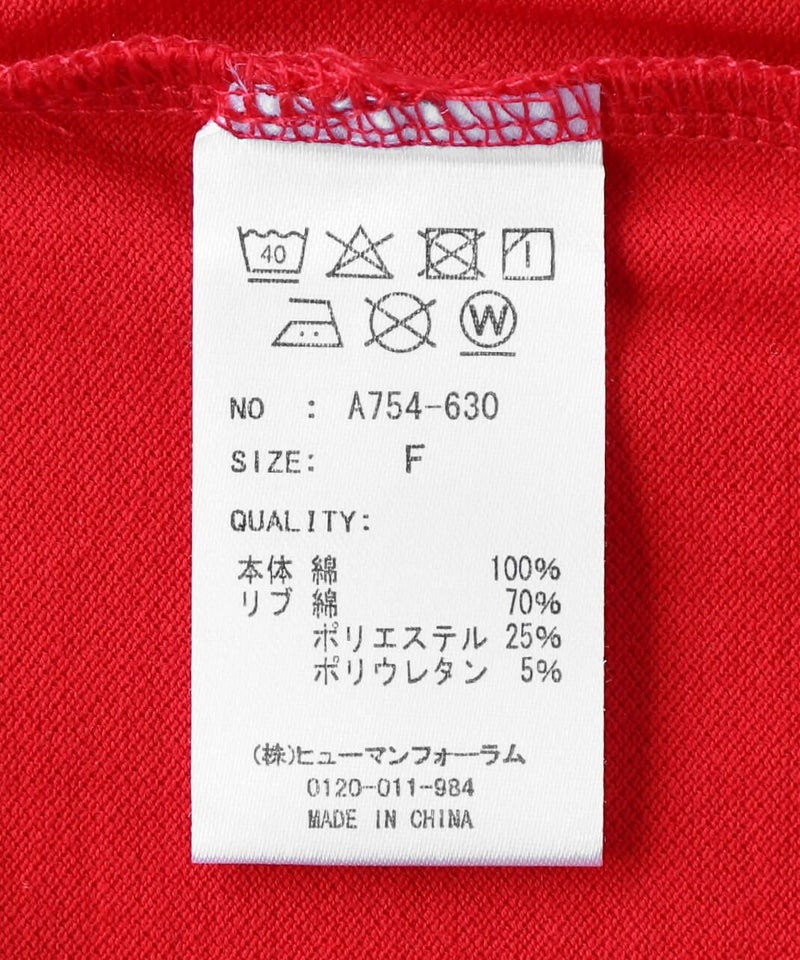 40
W
NO : A754-630
SIZE: F
QUALITY:
本体 綿 100%
リブ 綿 70%
ポリエステル 25%
ポリウレタン 5%
(株)ヒューマンフォーラム
0120-011-984
MADE IN CHINA